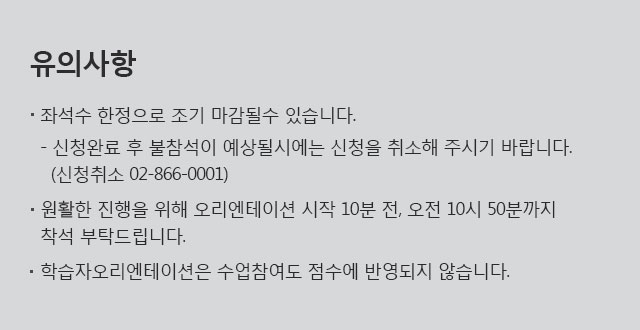 유의사항
· 좌석수 한정으로 조기 마감될수 있습니다.
- 신청완료 후 불참석이 예상될시에는 신청을 취소해 주시기 바랍니다.
(신청취소 02-866-0001)
· 원활한 진행을 위해 오리엔테이션 시작 10분 전, 오전 10시 50분까지
착석 부탁드립니다.
· 학습자오리엔테이션은 수업참여도 점수에 반영되지 않습니다.